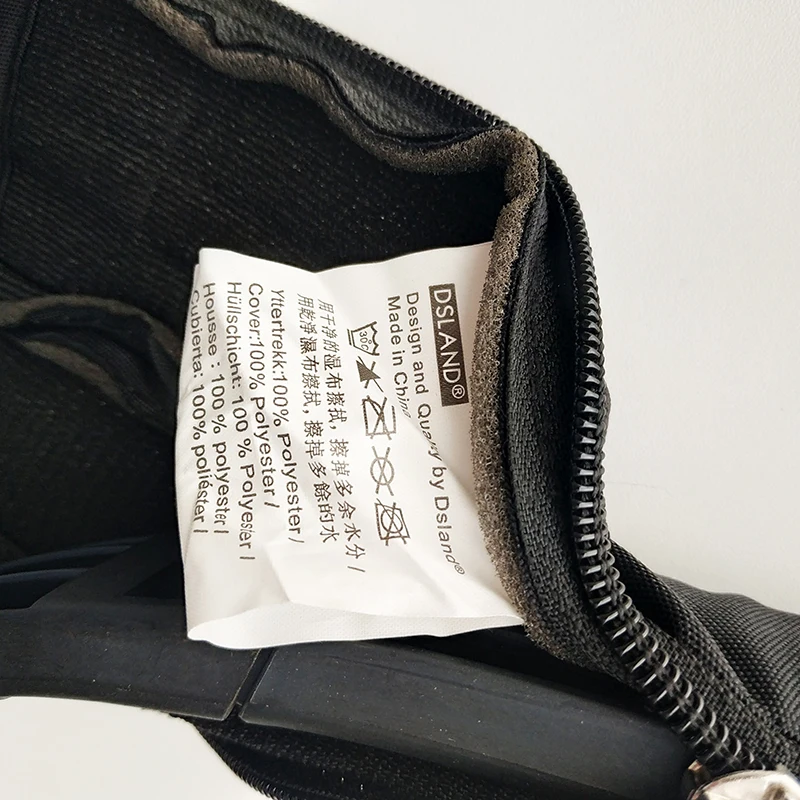 DSLAND®
Design and Quality by Dsland®
Made in China
30°C
用干净的湿布擦拭，擦掉多余水分/
用乾淨濕布擦拭，擦掉多餘的水
Yttertrekk:100% Polyester/
Cover:100% Polyester /
Hüllschicht: 100 % Polyester /
Housse : 100 % polyester /
Cubierta: 100% poliéster /